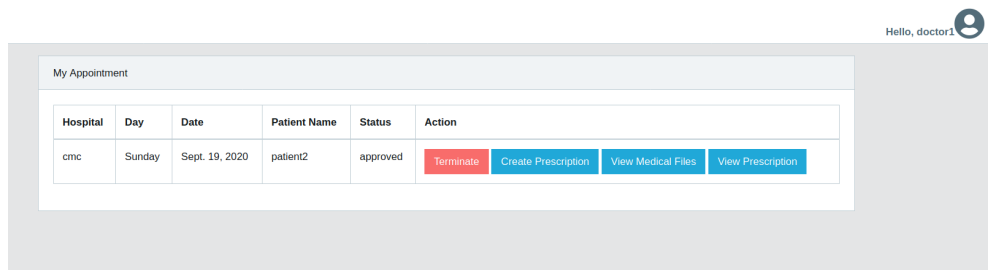 Hello, doctor1
My Appointment
Hospital Day Date Patient Name Status Action
cmc Sunday Sept. 19, 2020 patient2 approved Terminate Create Prescription View Medical Files View Prescription